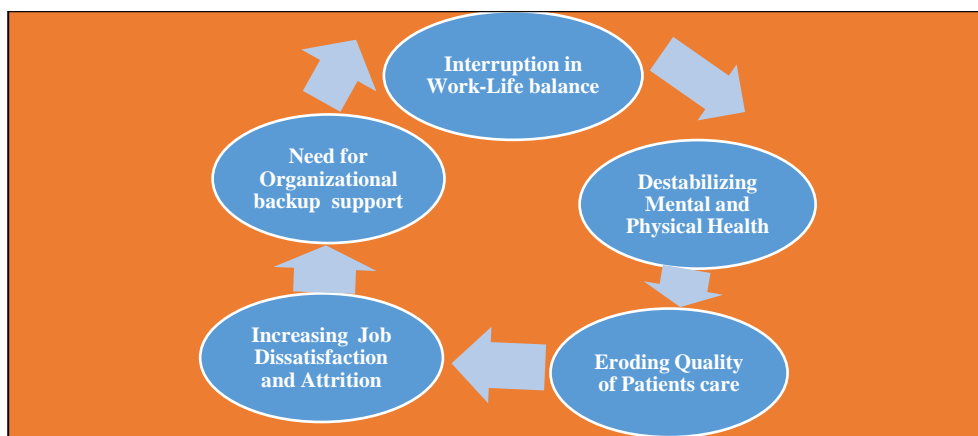 Interruption in
Work-Life balance
Destabilizing
Mental and
Physical Health
Eroding Quality
of Patients care
Increasing Job
Dissatisfaction
and Attrition
Need for
Organizational
backup support